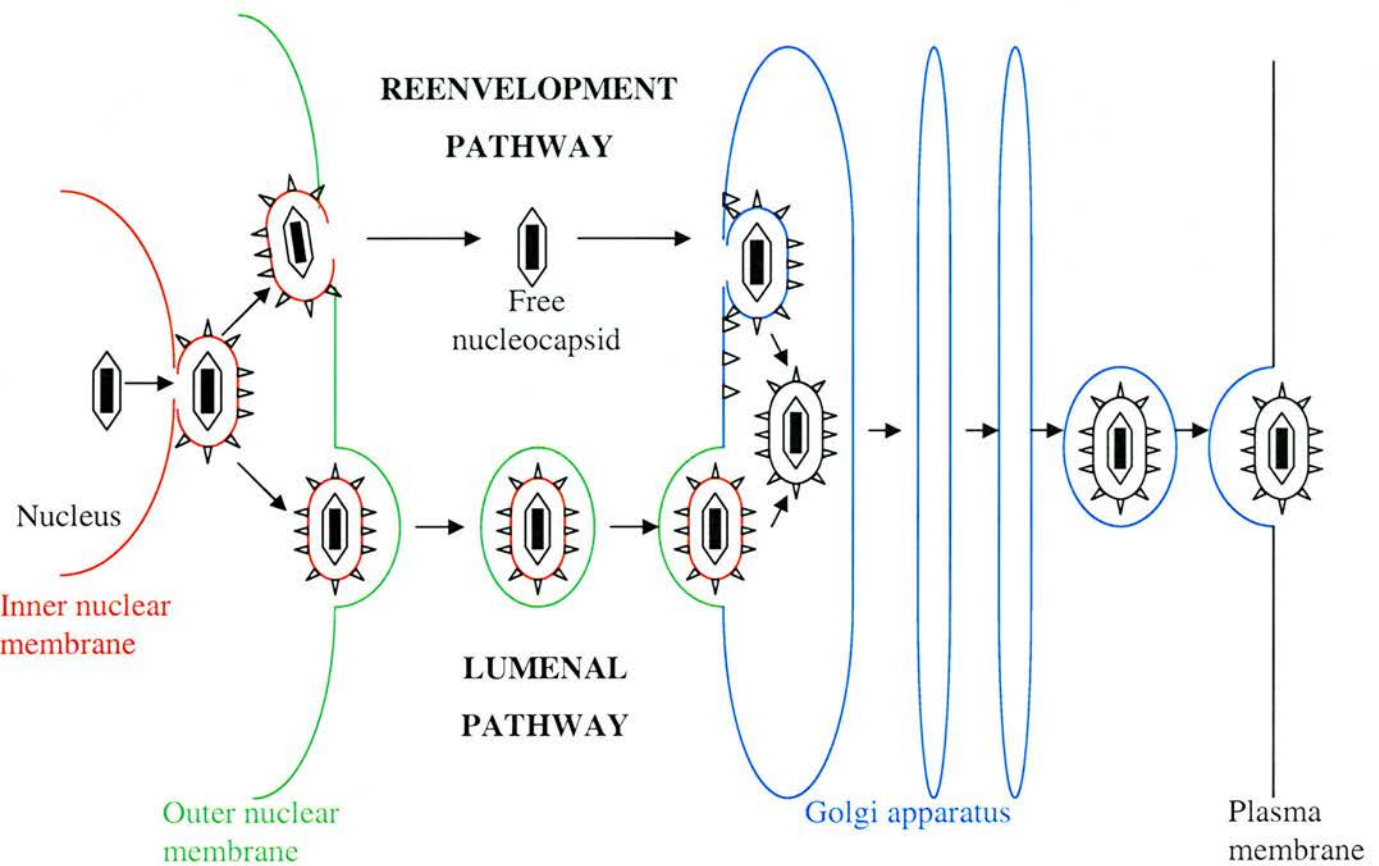 REENVELOPMENT
PATHWAY
Free
nucleocapsid
Nucleus
Inner nuclear
membrane
LUMENAL
PATHWAY
Outer nuclear
membrane
Golgi apparatus
Plasma
membrane